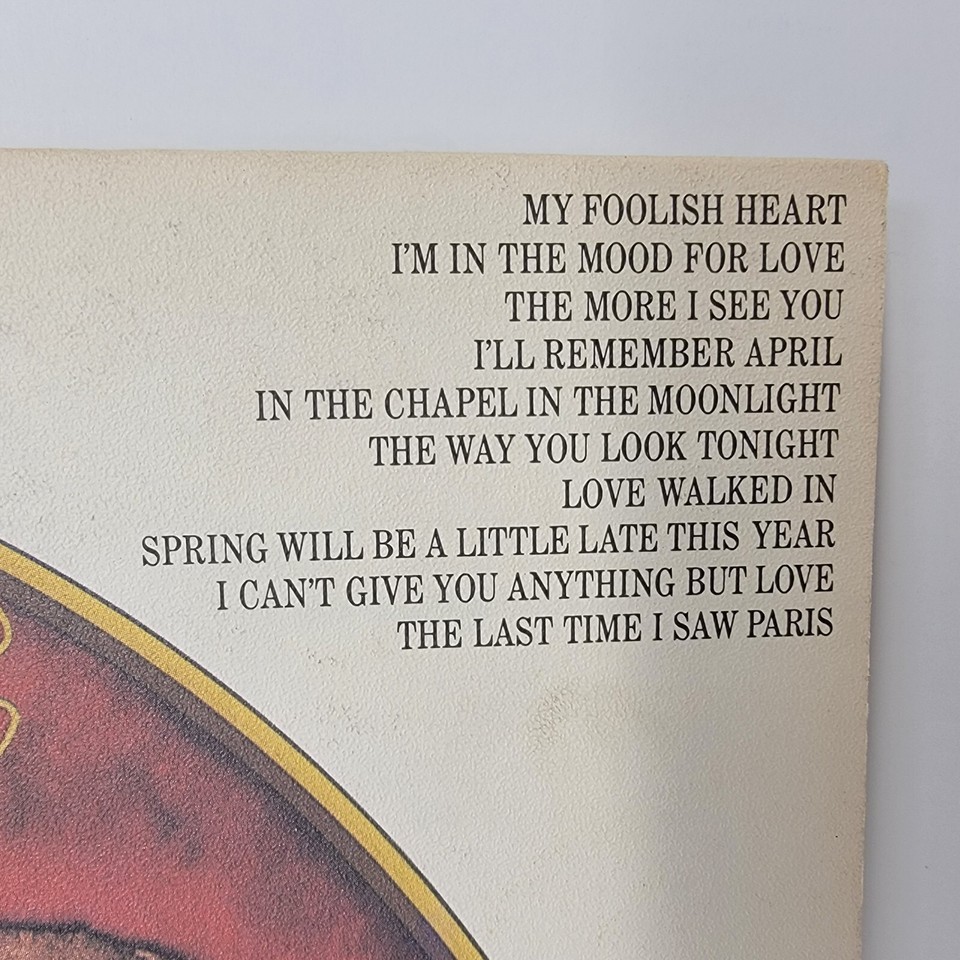 MY FOOLISH HEART
I'M IN THE MOOD FOR LOVE
THE MORE I SEE YOU
I'LL REMEMBER APRIL
IN THE CHAPEL IN THE MOONLIGHT
THE WAY YOU LOOK TONIGHT
LOVE WALKED IN
SPRING WILL BE A LITTLE LATE THIS YEAR
I CAN'T GIVE YOU ANYTHING BUT LOVE
THE LAST TIME I SAW PARIS